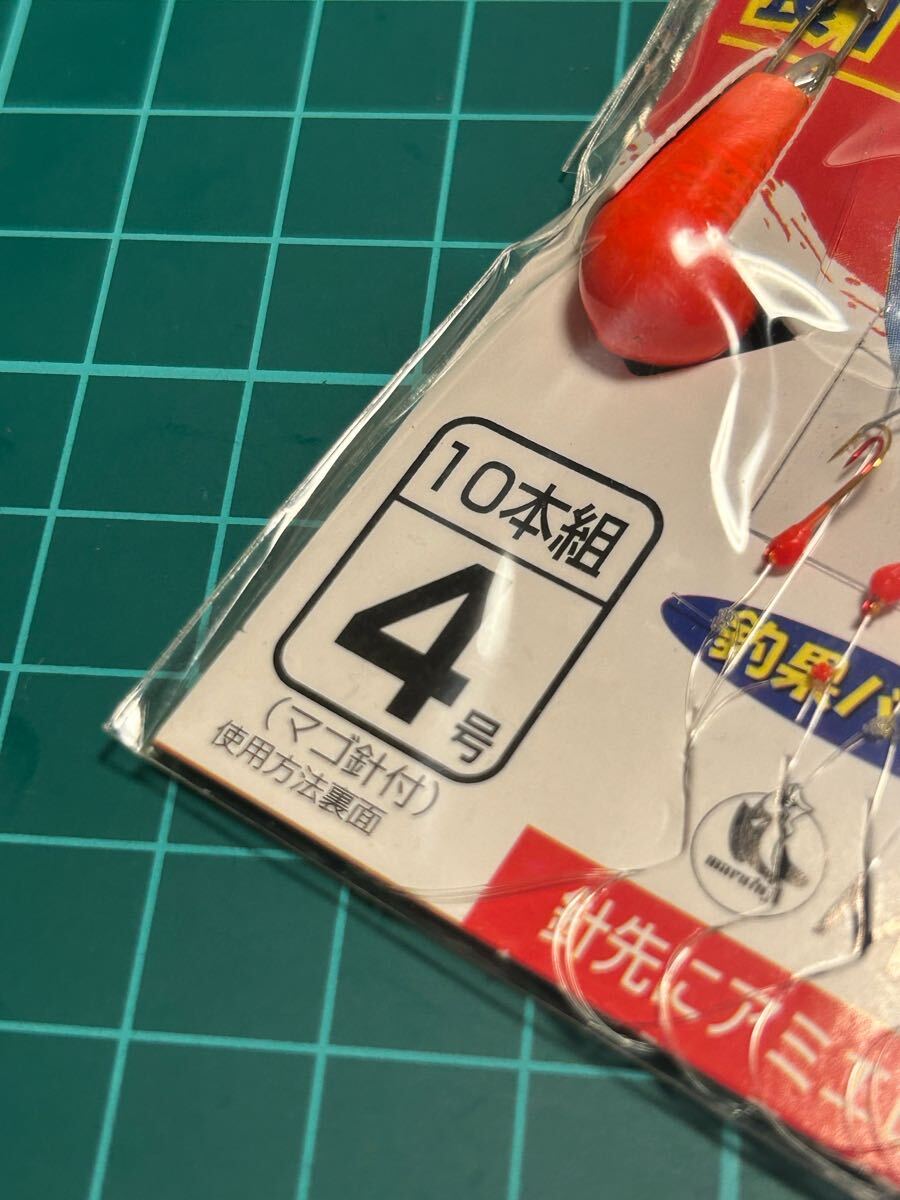 10本組
4号
(マゴ針付)
使用方法裏面
釣果バ
marufuji
針先にアミエ